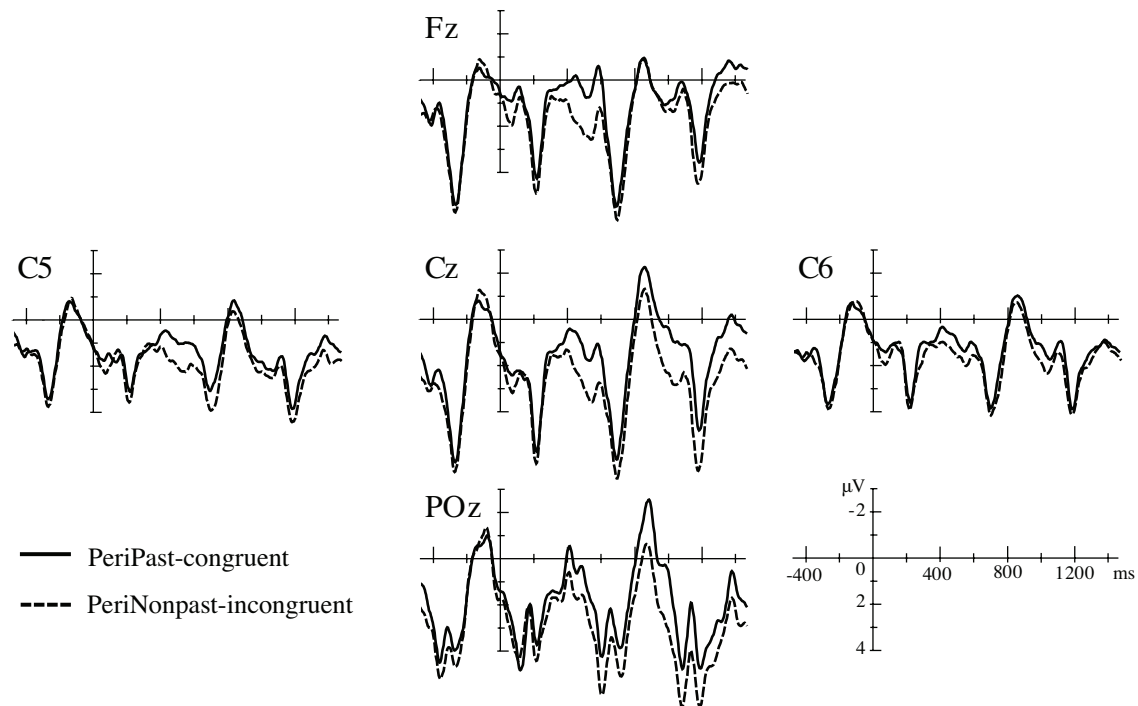 Fz
C5
Cz
C6
POz
PeriPast-congruent
PeriNonpast-incongruent
μV
-2
0
-400
400
800
1200
ms
2
4